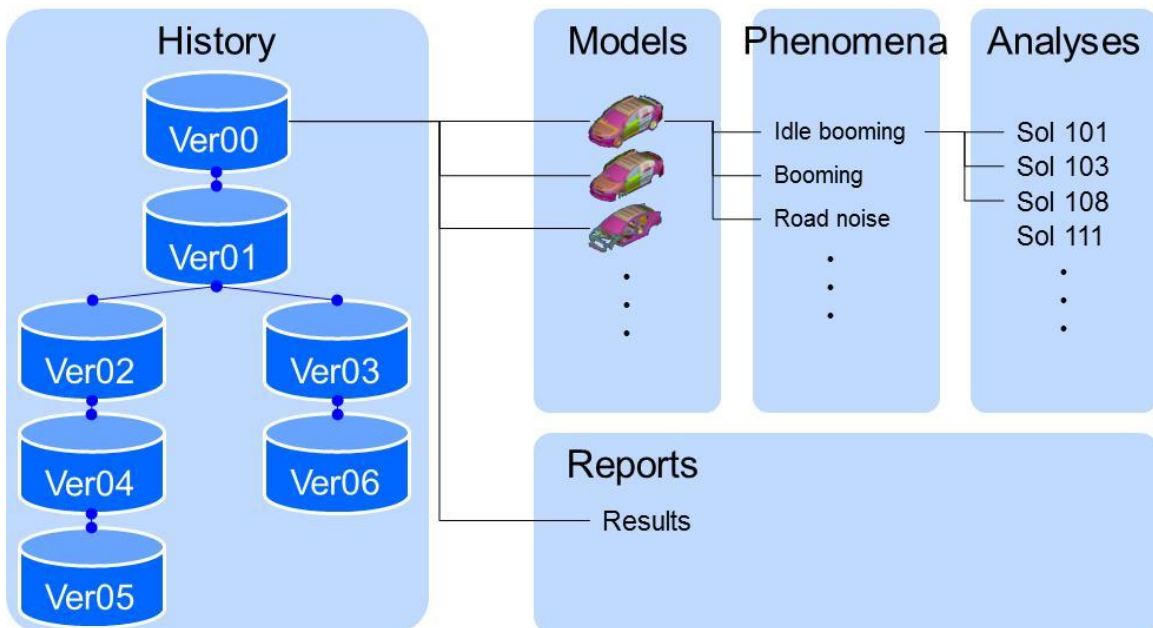 History
Ver00
Ver01
Ver02
Ver03
Ver04
Ver06
Ver05
Models
Phenomena
Idle booming
Booming
Road noise
Analyses
Sol 101
Sol 103
Sol 108
Sol 111
Reports
Results